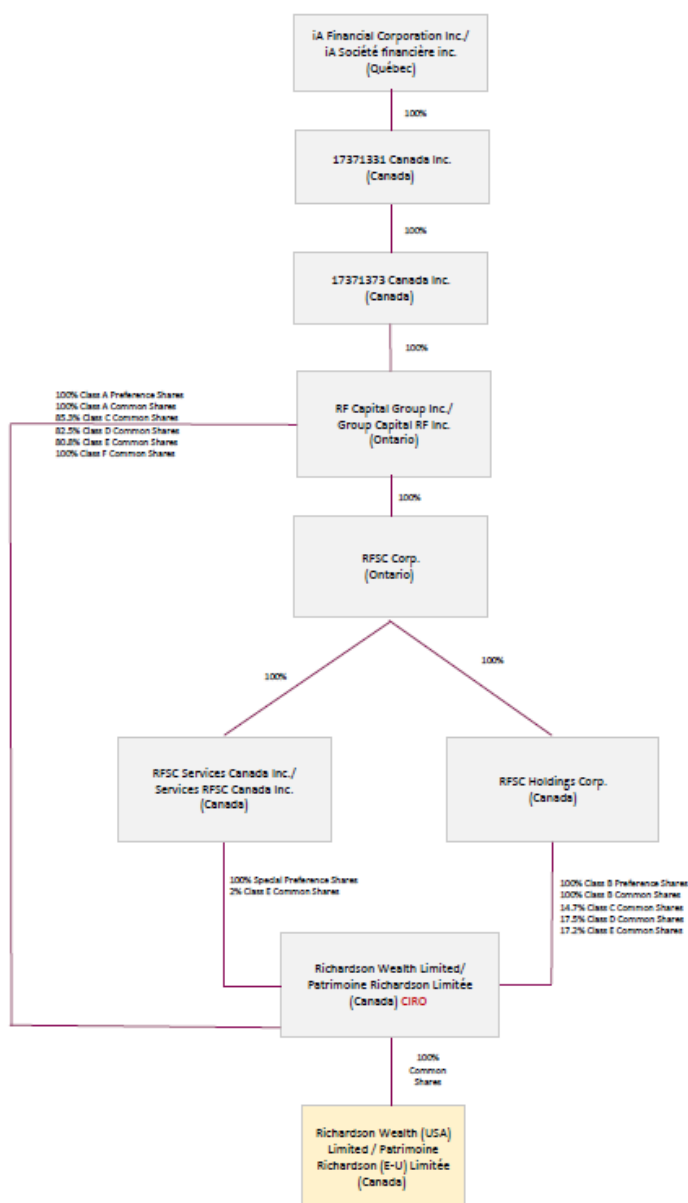 iA Financial Corporation Inc./
iA Société financière inc.
(Québec)
100%
17371331 Canada Inc.
(Canada)
100%
17371373 Canada Inc.
(Canada)
100%
100% Class A Preference Shares
100% Class A Common Shares
85.3% Class C Common Shares
82.5% Class D Common Shares
80.8% Class E Common Shares
100% Class F Common Shares
RF Capital Group Inc./
Group Capital RF Inc.
(Ontario)
100%
RFSC Corp.
(Ontario)
100%
100%
RFSC Services Canada Inc./
Services RFSC Canada Inc.
(Canada)
RFSC Holdings Corp.
(Canada)
100% Special Preference Shares
2% Class E Common Shares
100% Class B Preference Shares
100% Class B Common Shares
14.7% Class C Common Shares
17.5% Class D Common Shares
17.2% Class E Common Shares
Richardson Wealth Limited/
Patrimoine Richardson Limitée
(Canada) CIRO
100%
Common
Shares
Richardson Wealth (USA)
Limited / Patrimoine
Richardson (E-U) Limitée
(Canada)